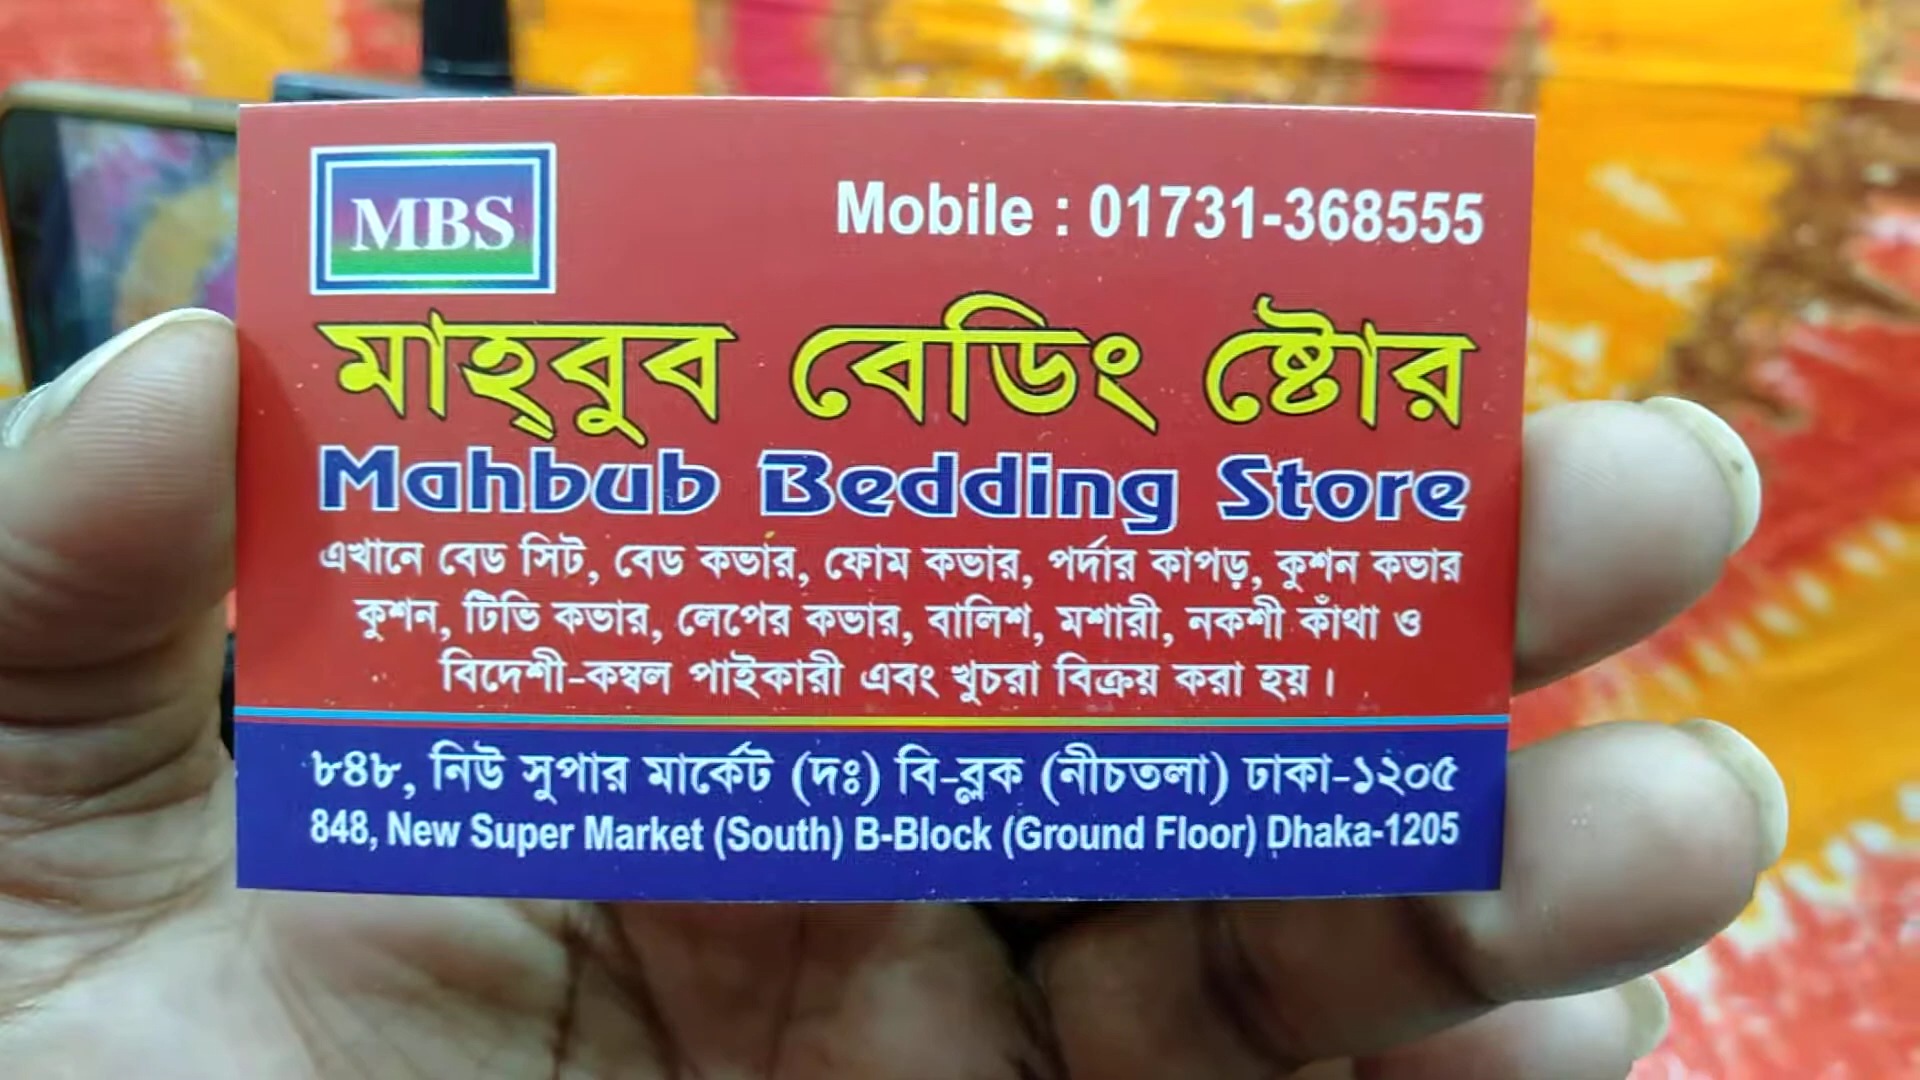 MBS
Mobile : 01731-368555
মাহ্বুব বেডিং ষ্টোর
Mahbub Bedding Store
এখানে বেড সিট, বেড কভার, ফোম কভার, পর্দার কাপড়, কুশন কভার
কুশন, টিভি কভার, লেপের কভার, বালিশ, মশারী, নকশী কাঁথা ও
বিদেশী-কম্বল পাইকারী এবং খুচরা বিক্রয় করা হয়।
৮৪৮, নিউ সুপার মার্কেট (দঃ) বি-ব্লক (নীচতলা) ঢাকা-১২০৫
848, New Super Market (South) B-Block (Ground Floor) Dhaka-1205